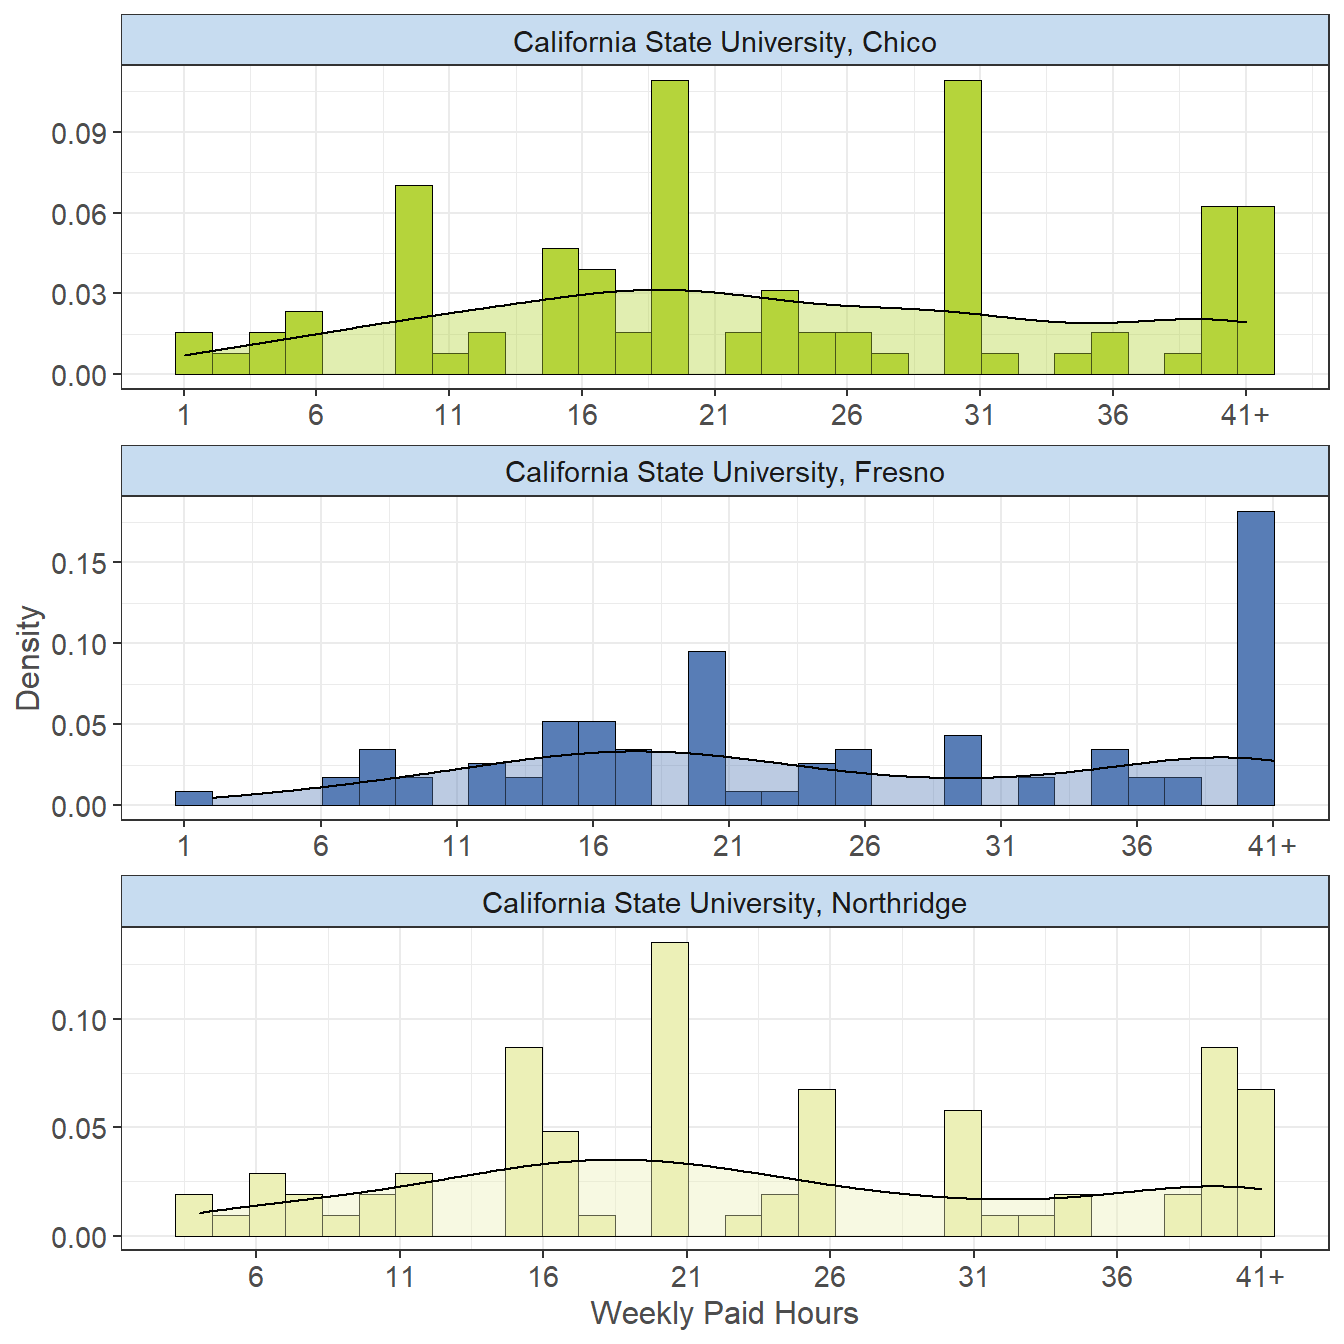 California State University, Chico
0.09
0.06
0.03
0.00
1 6 11 16 21 26 31 36 41+
California State University, Fresno
0.15
0.10
0.05
0.00
1 6 11 16 21 26 31 36 41+
Density
California State University, Northridge
0.10
0.05
0.00
6 11 16 21 26 31 36 41+
Weekly Paid Hours